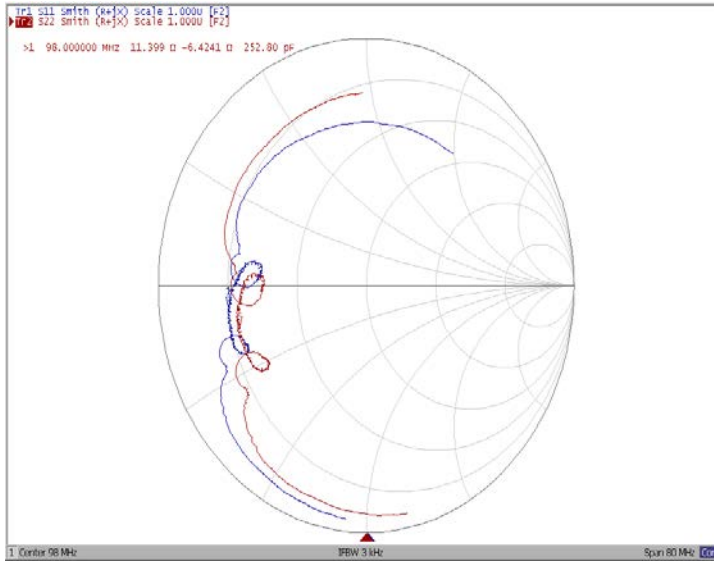 Tr1 S11 Smith (R+jX) Scale 1.000U [F2]
Tr2 S22 Smith (R+jX) Scale 1.000U [F2]
>1 98.000000 MHz 11.399 Ω -6.4241 Ω 252.80 pF
1 Center 98 MHz IFBW 3 kHz Span 80 MHz Cor